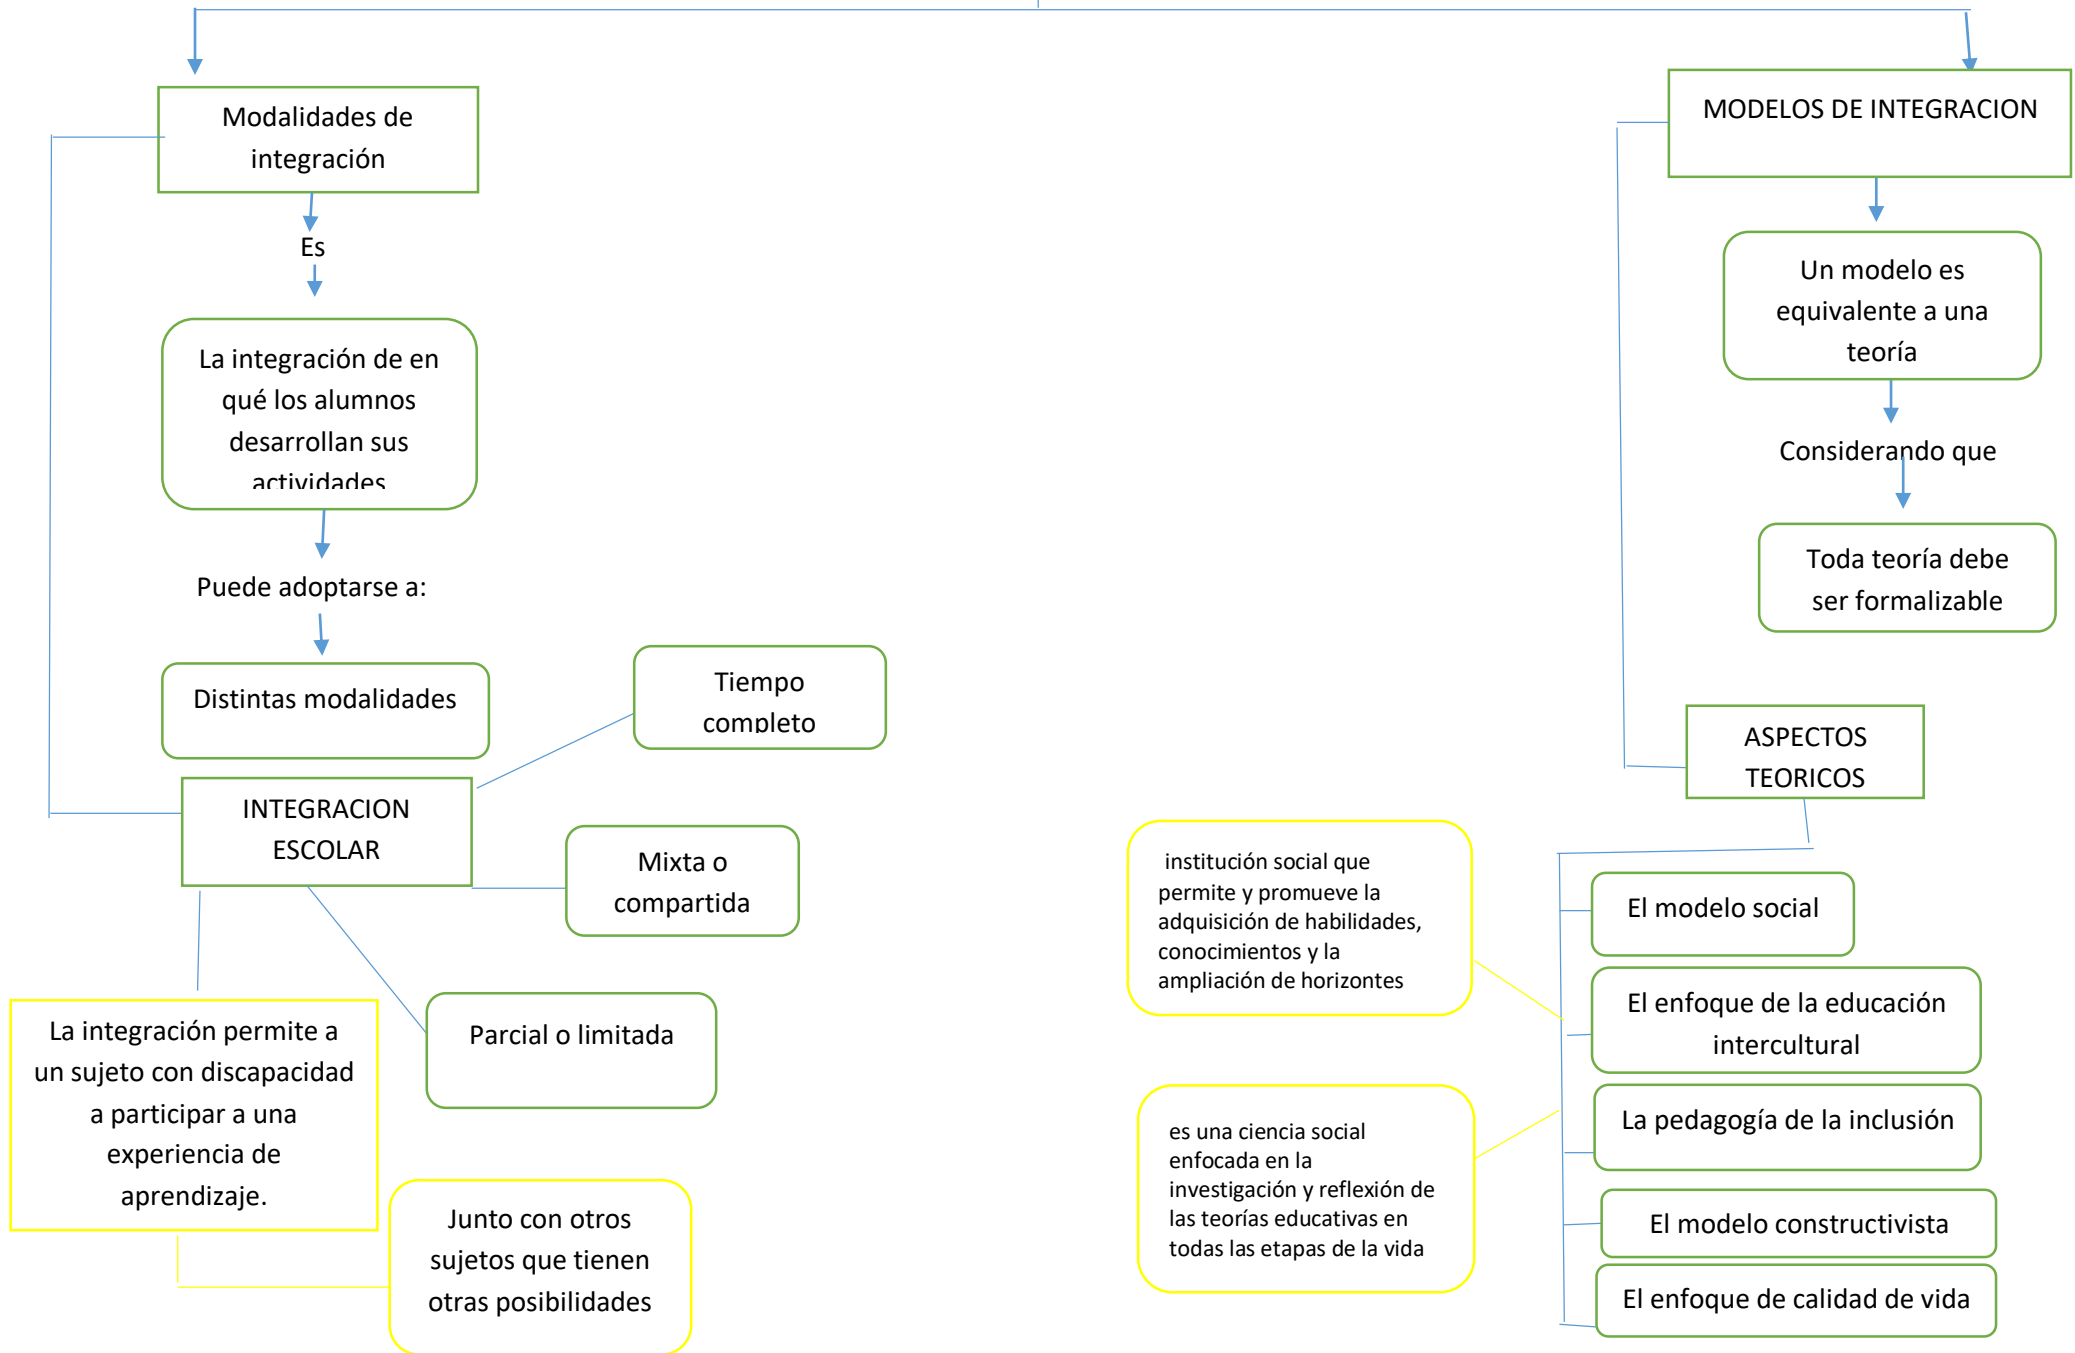 Modalidades de
integración
Es
La integración de en
qué los alumnos
desarrollan sus
actividades
Puede adoptarse a:
Distintas modalidades
INTEGRACION
ESCOLAR
Tiempo
completo
Mixta o
compartida
Parcial o limitada
La integración permite a
un sujeto con discapacidad
a participar a una
experiencia de
aprendizaje.
Junto con otros
sujetos que tienen
otras posibilidades
MODELOS DE INTEGRACION
Un modelo es
equivalente a una
teoría
Considerando que
Toda teoría debe
ser formalizable
ASPECTOS
TEORICOS
institución social que
permite y promueve la
adquisición de habilidades,
conocimientos y la
ampliación de horizontes
es una ciencia social
enfocada en la
investigación y reflexión de
las teorías educativas en
todas las etapas de la vida
El modelo social
El enfoque de la educación
intercultural
La pedagogía de la inclusión
El modelo constructivista
El enfoque de calidad de vida